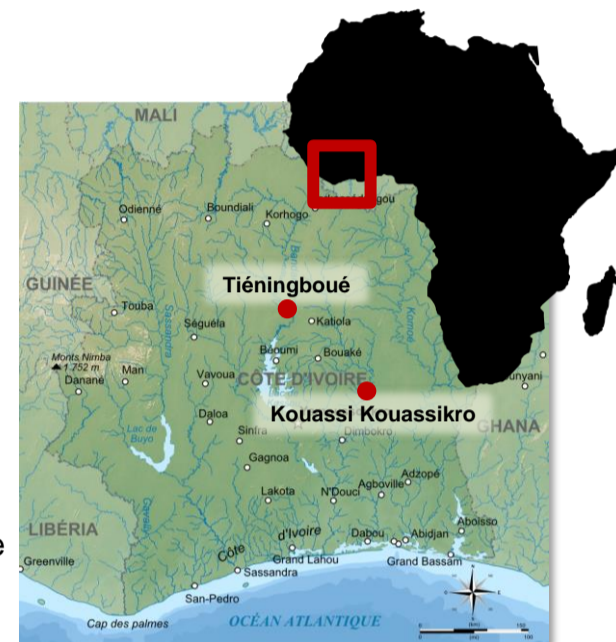 MALI
Odienné
Boundiali
Korhogo
GUINÉE
Tiéningboué
Touba
Sassandra
Séguéla
Katiola
Monts Nimba
1.752 m
Man
Danané
Béoumi
Bouaké
Vavoua
CÔTE D'IVOIRE
Komoé
Kouassi Kouassikro
Daloa
Lac de
Buyo
Sinfra
Dimbokro
GHANA
Gagnoa
Lakota
N'Douci
Agboville
Adzopé
LIBÉRIA
Greenville
Côte d'Ivoire
Dabou
Abidjan
Aboisso
Grand Lahou
Grand Bassam
Sassandra
San-Pedro
Cap des palmes
OCÉAN ATLANTIQUE